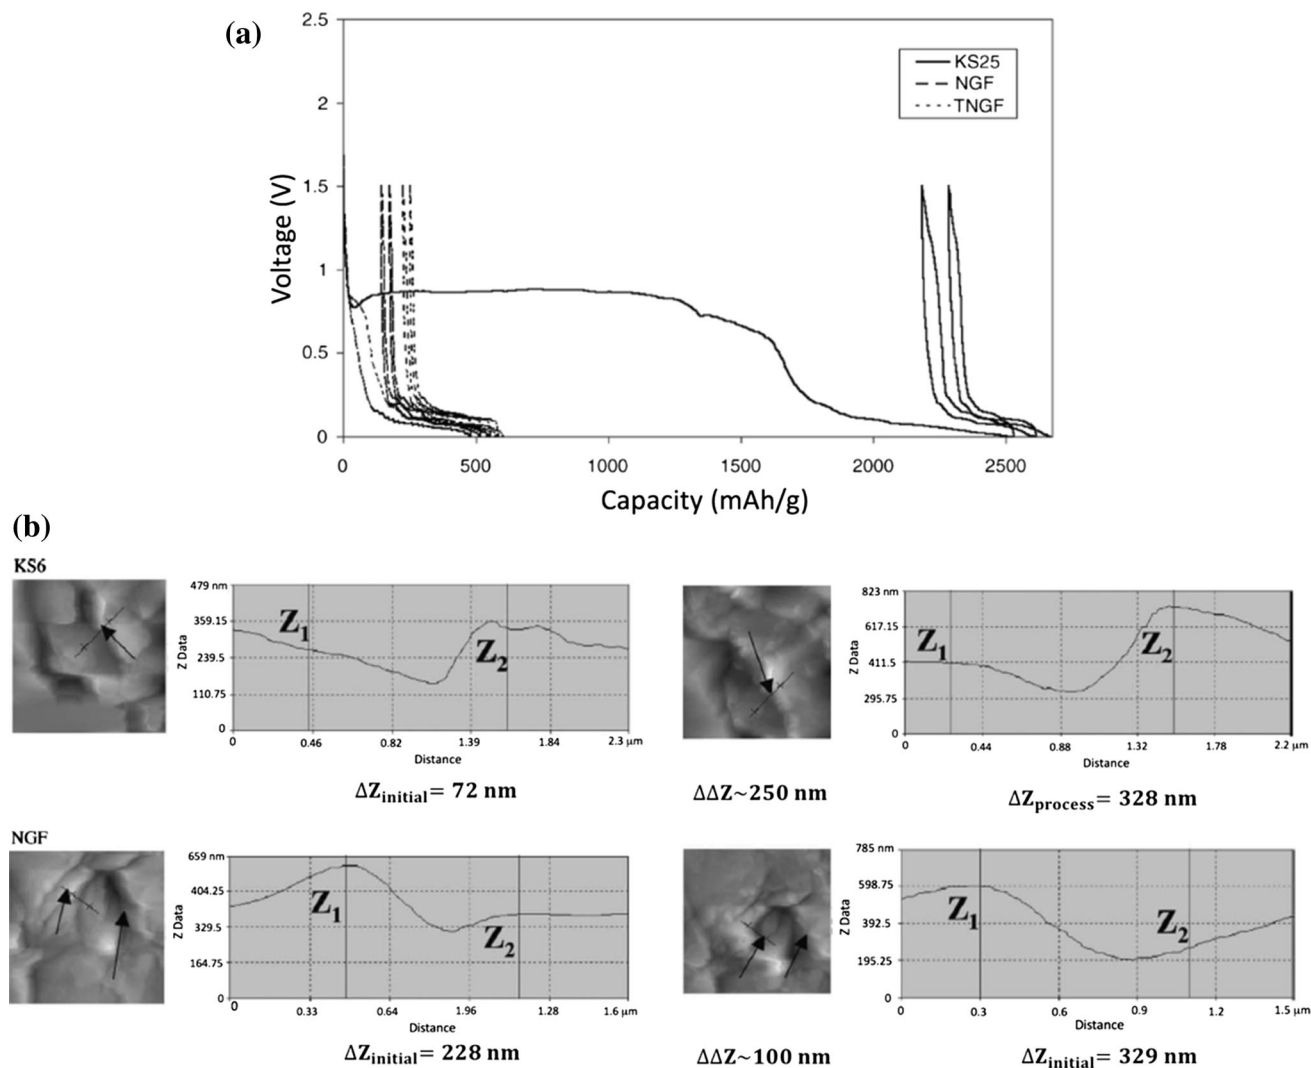 (a)
2.5
2
1.5
1
0.5
0
Voltage (V)
KS25
NGF
TNGF
0 500 1000 1500 2000 2500
Capacity (mAh/g)
(b)
KS6
479 nm
359.15
239.5
110.75
0
Z Data
Z1
Z2
0 0.46 0.82 1.39 1.84 2.3 μm
Distance
ΔZinitial= 72 nm
ΔΔZ~250 nm
823 nm
617.15
411.5
295.75
0
Z Data
Z1
Z2
0 0.44 0.88 1.32 1.78 2.2 μm
Distance
ΔZprocess= 328 nm
NGF
659 nm
404.25
329.5
164.75
0
Z Data
Z1
Z2
0 0.33 0.64 1.96 1.28 1.6 μm
Distance
ΔZinitial= 228 nm
ΔΔZ~100 nm
785 nm
598.75
392.5
195.25
0
Z Data
Z1
Z2
0 0.3 0.6 0.9 1.2 1.5 μm
Distance
ΔZinitial= 329 nm